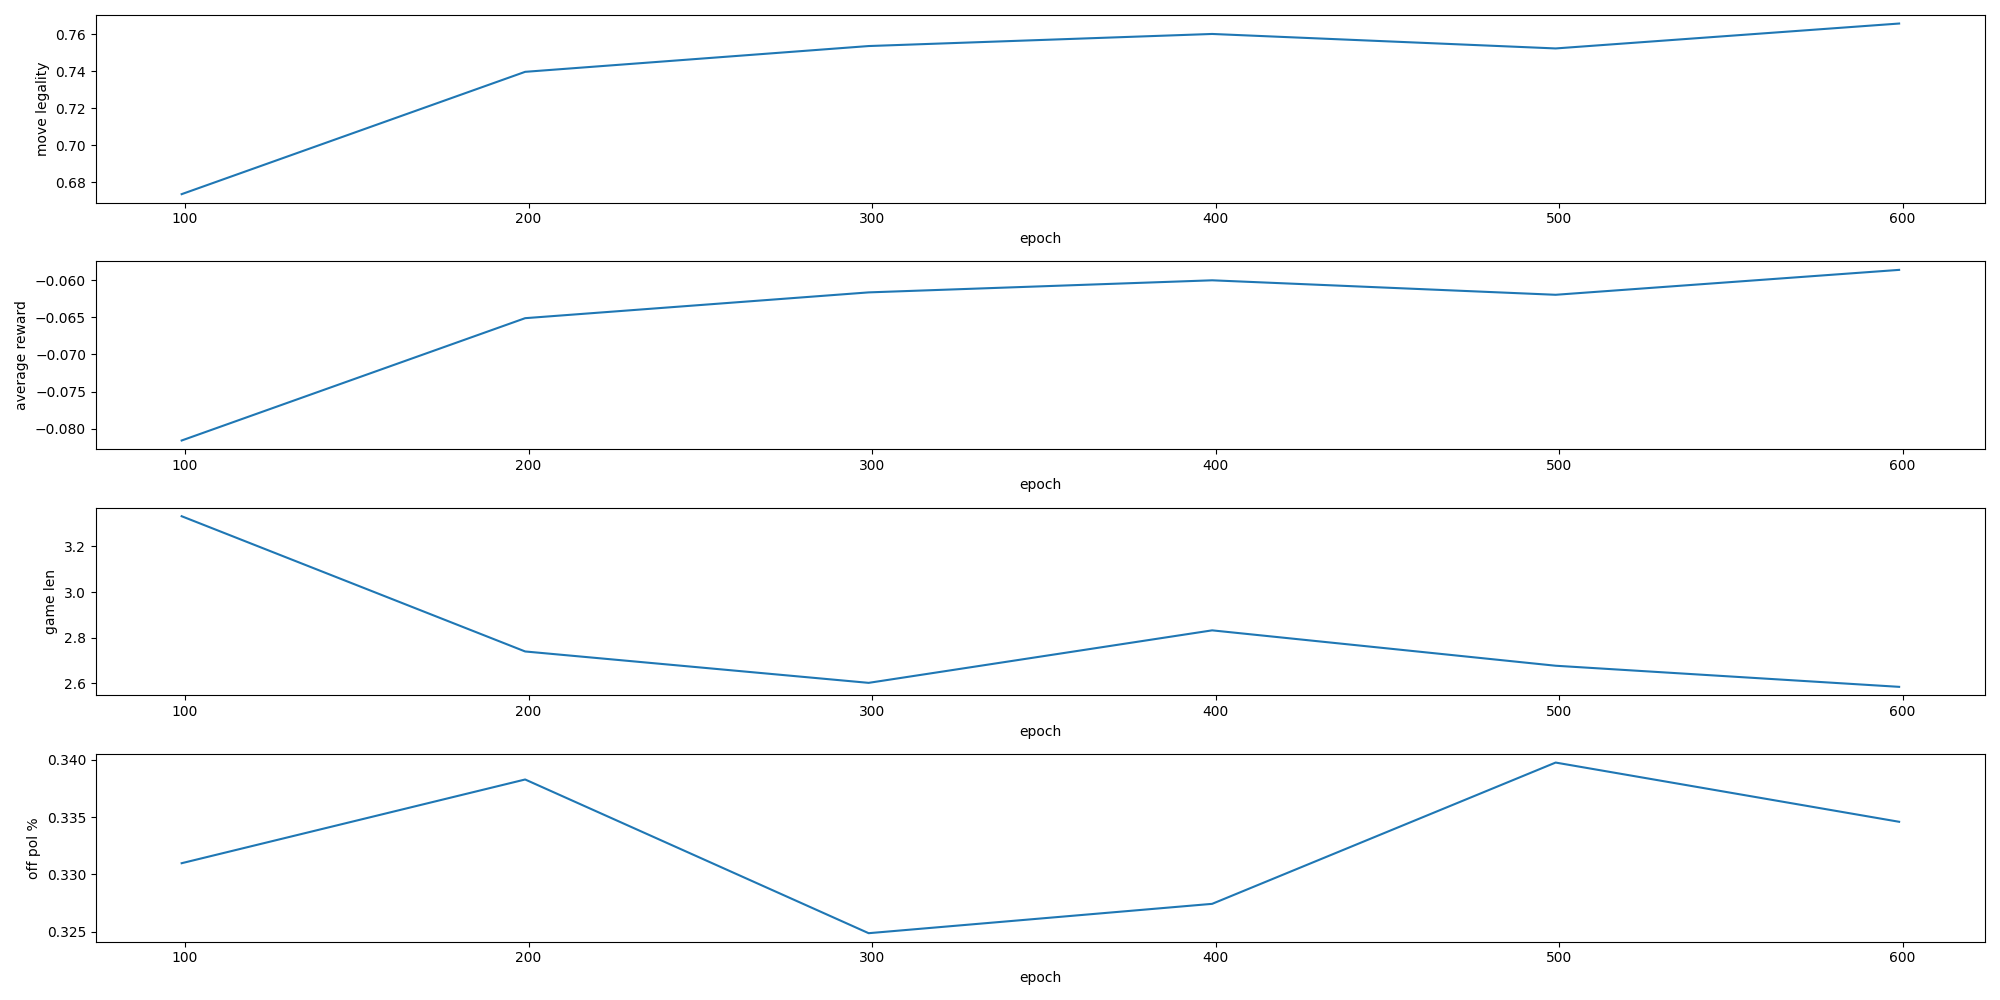 move legality
0.76
0.74
0.72
0.70
0.68
100 200 300 400 500 600
epoch
average reward
−0.060
−0.065
−0.070
−0.075
−0.080
100 200 300 400 500 600
epoch
game len
3.2
3.0
2.8
2.6
100 200 300 400 500 600
epoch
off pol %
0.340
0.335
0.330
0.325
100 200 300 400 500 600
epoch